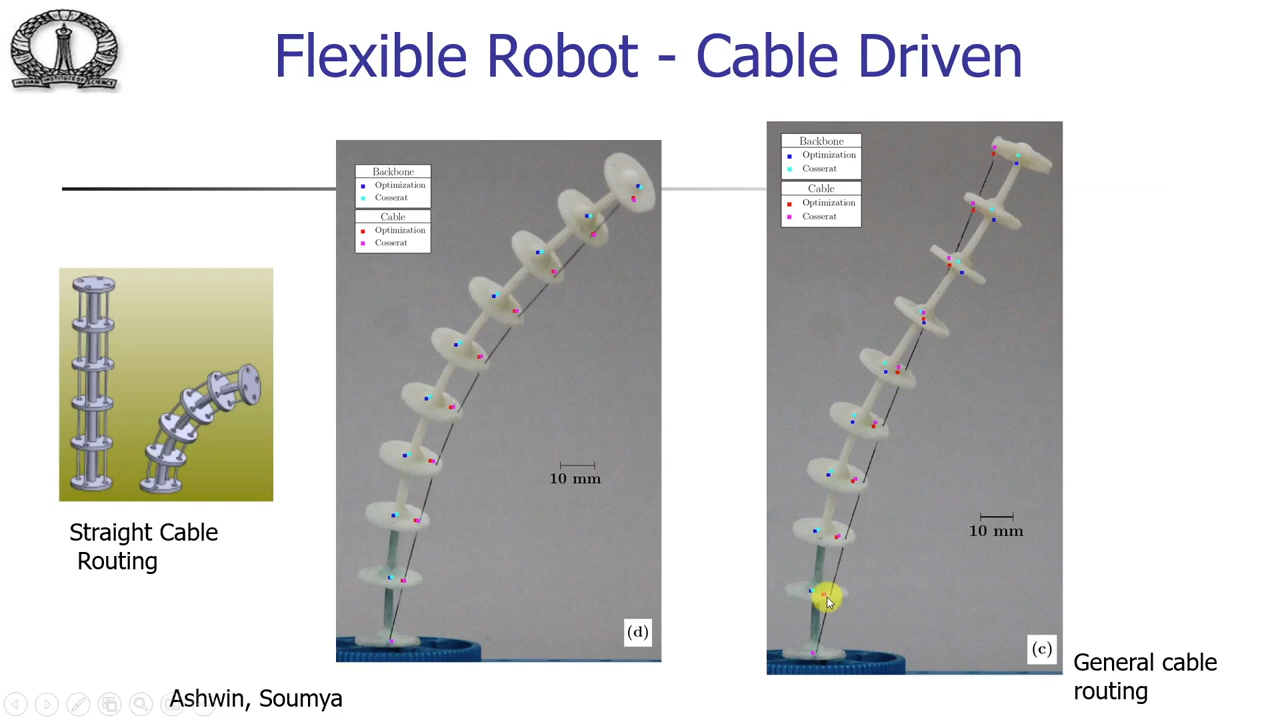 Flexible Robot - Cable Driven
Backbone
Optimization
Cosserat
Cable
Optimization
Cosserat
10 mm
(d)
Backbone
Optimization
Cosserat
Cable
Optimization
Cosserat
10 mm
(c)
Straight Cable
Routing
General cable
routing
Ashwin, Soumya